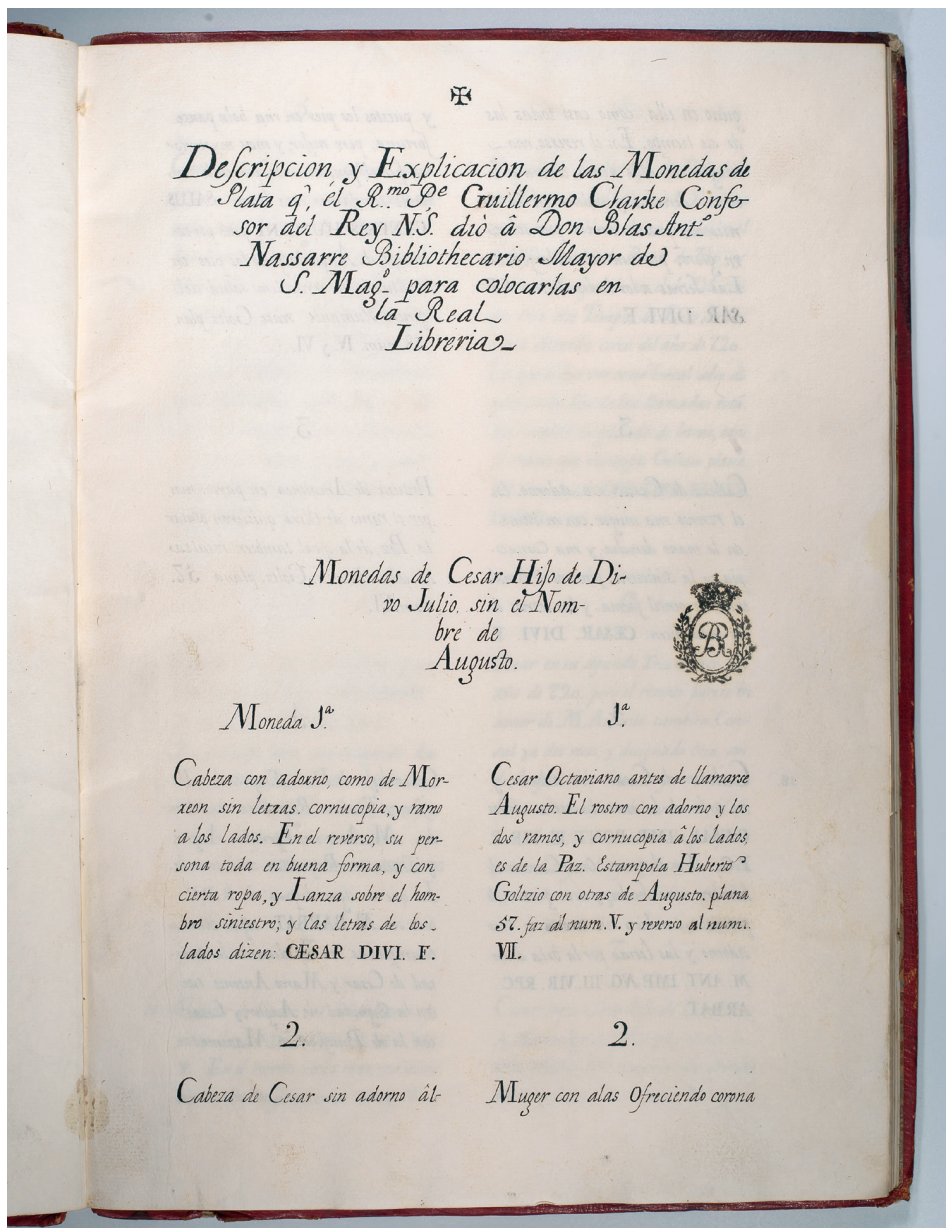 ✠
Descripcion y Explicacion de las Monedas de
Plata q̃, el R.mo P.e Guillermo Clarke Confe-
sor del Rey N.S. diò â Don Blas Ant.o
Nassarre Bibliothecario Mayor de
S. Mag.d para colocarlas en
la Real
Libreria
Monedas de Cesar Hijo de Di-
vo Julio, sin el Nom-
bre de
Augusto.
Moneda J.a
Cabeza con adorno, como de Mor-
reon sin letras. cornucopia, y ramo
a los lados. En el reverso, su per-
sona toda en buena forma, y con
cierta ropa, y Lanza sobre el hom-
bro siniestro; y las letras de los
lados dizen: CESAR DIVI. F.
2.
Cabeza de Cesar sin adorno âl-
J.a
Cesar Octaviano antes de llamarse
Augusto. El rostro con adorno y los
dos ramos, y cornucopia â los lados,
es de la Paz. Estampola Huberto
Goltzio con otras de Augusto. plana
57. faz al num. V. y reverso al num.
VII.
2.
Muger con alas Ofreciendo corona
BR